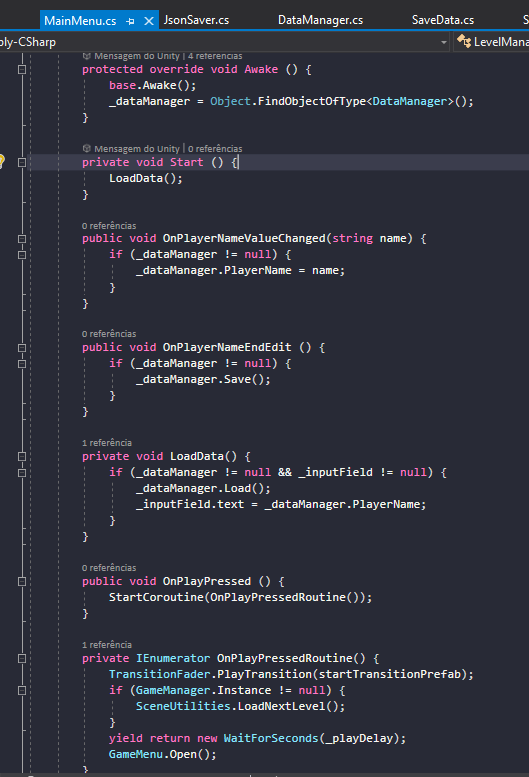 MainMenu.cs JsonSaver.cs DataManager.cs SaveData.cs S
bly-CSharp LevelMana
Mensagem do Unity | 4 referências
protected override void Awake () {
base.Awake();
_dataManager = Object.FindObjectOfType<DataManager>();
}
Mensagem do Unity | 0 referências
private void Start () {
LoadData();
}
0 referências
public void OnPlayerNameValueChanged(string name) {
if (_dataManager != null) {
_dataManager.PlayerName = name;
}
}
0 referências
public void OnPlayerNameEndEdit () {
if (_dataManager != null) {
_dataManager.Save();
}
}
1 referência
private void LoadData() {
if (_dataManager != null && _inputField != null) {
_dataManager.Load();
_inputField.text = _dataManager.PlayerName;
}
}
0 referências
public void OnPlayPressed () {
StartCoroutine(OnPlayPressedRoutine());
}
1 referência
private IEnumerator OnPlayPressedRoutine() {
TransitionFader.PlayTransition(startTransitionPrefab);
if (GameManager.Instance != null) {
SceneUtilities.LoadNextLevel();
}
yield return new WaitForSeconds(_playDelay);
GameMenu.Open();
}